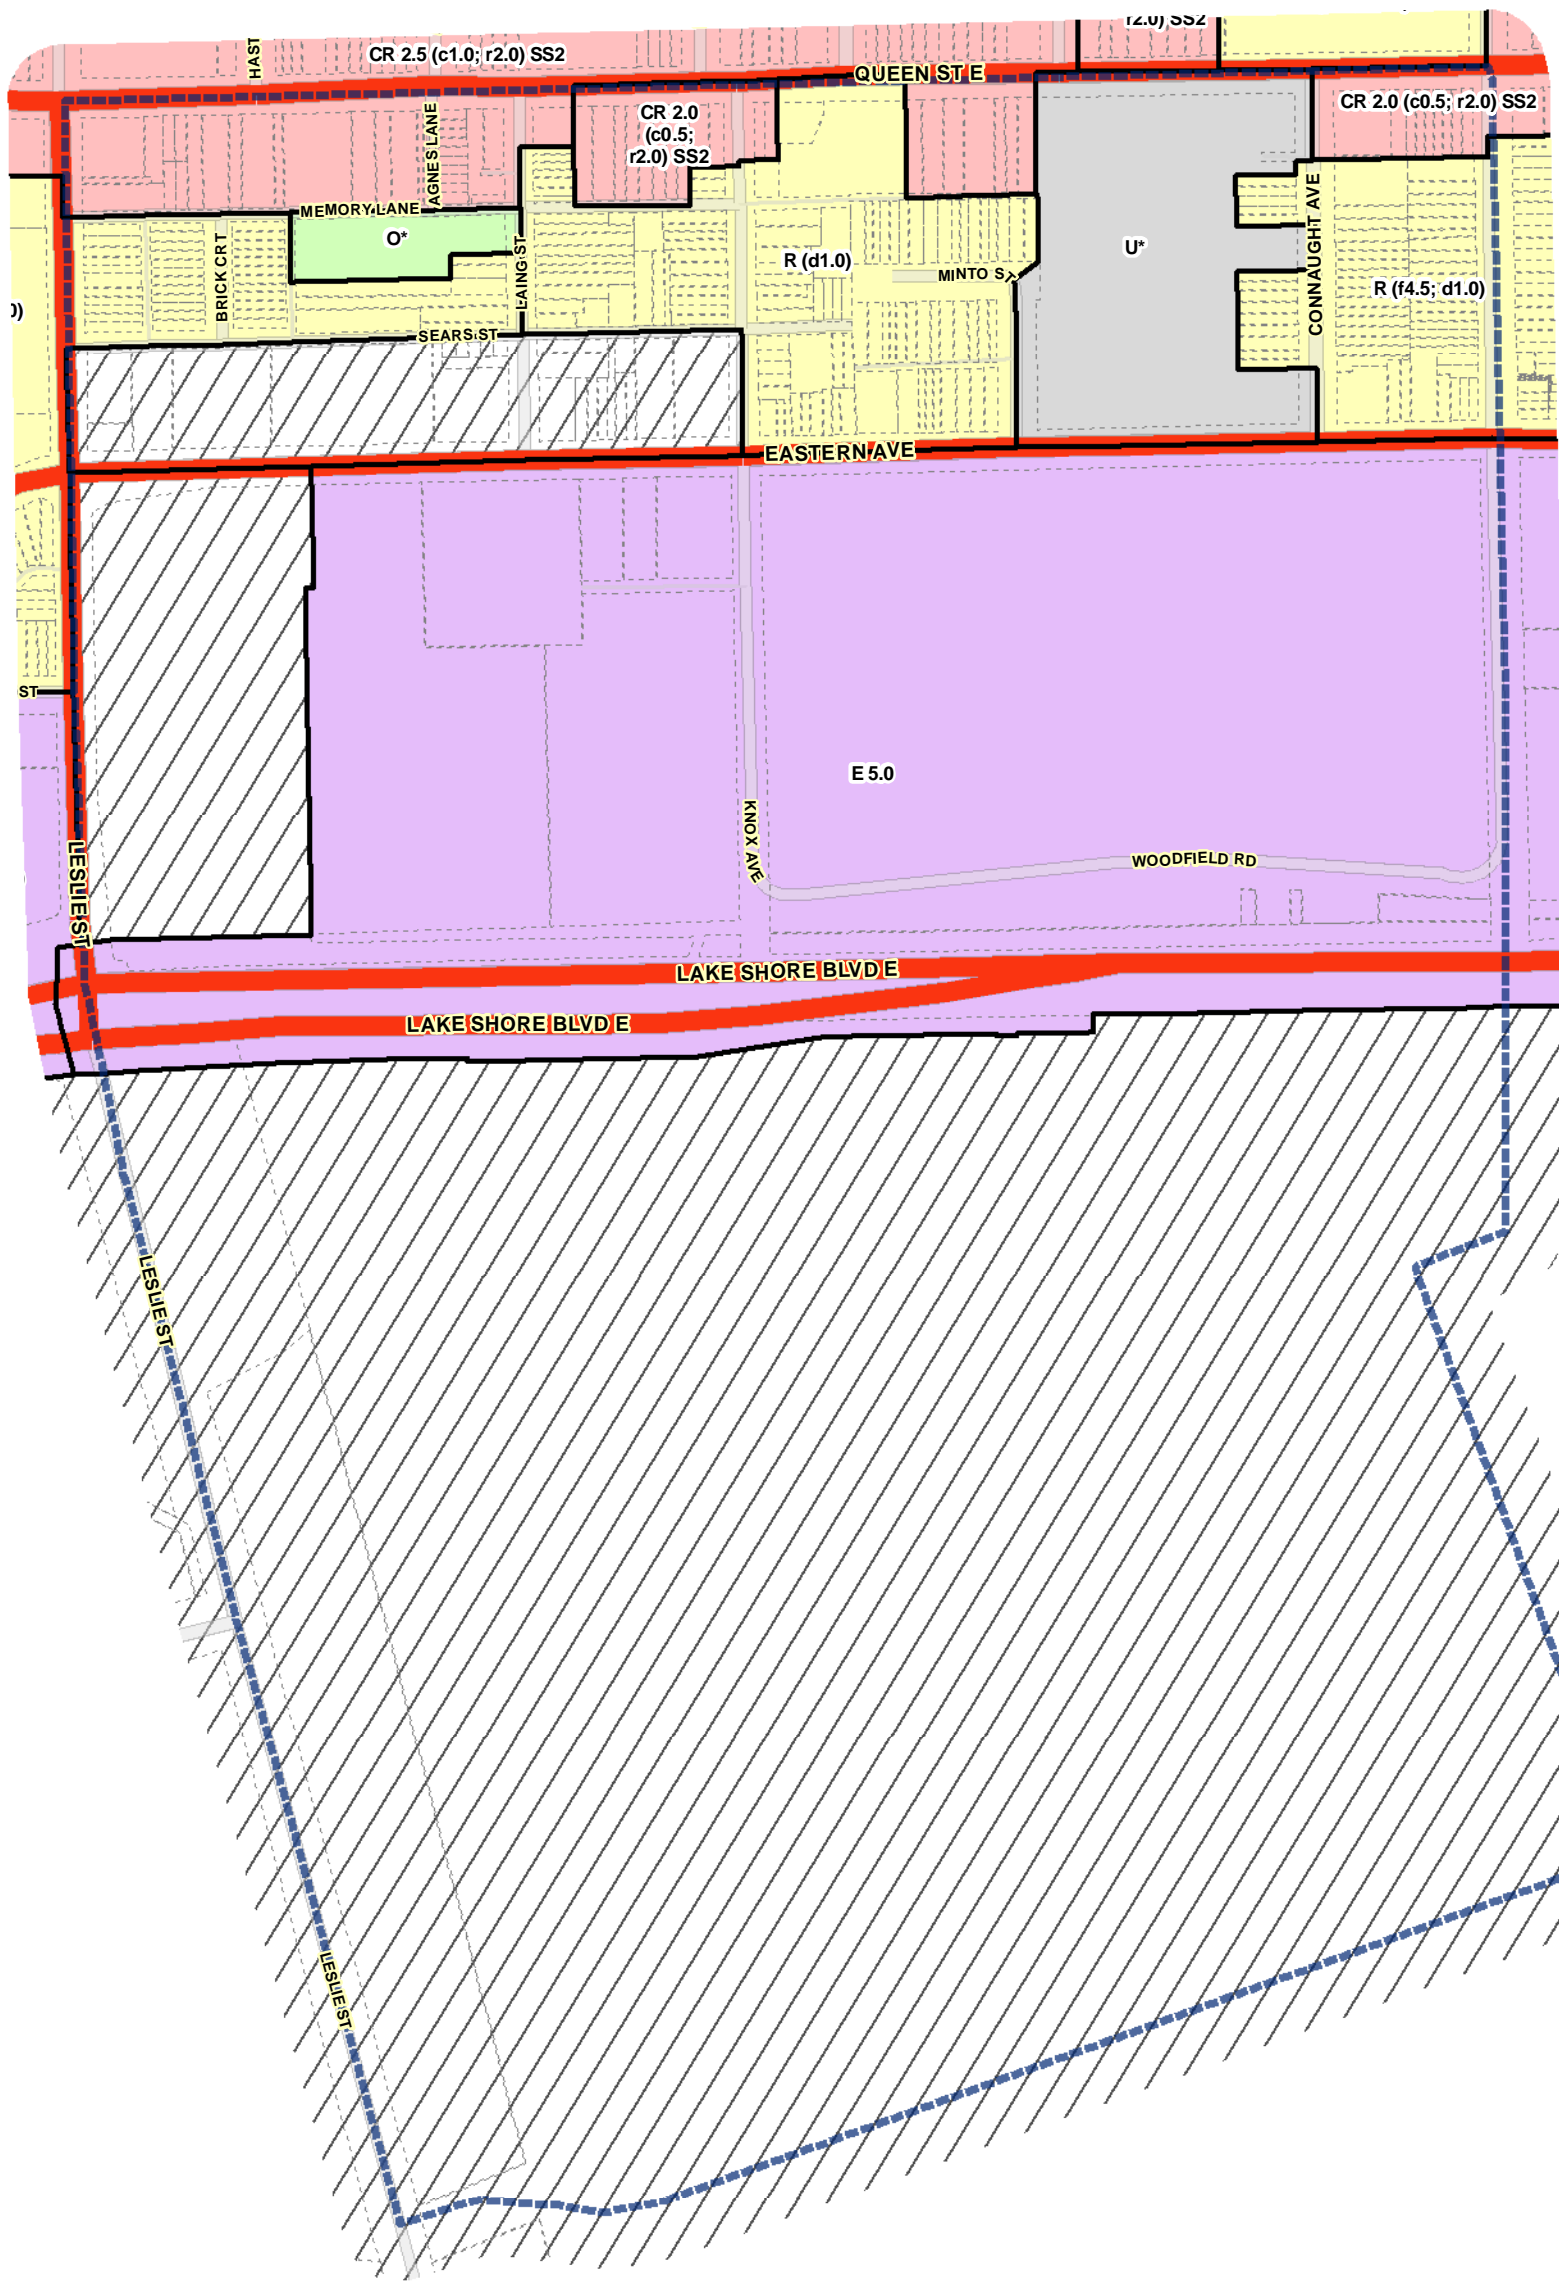 r2.0) SS2
HAST
CR 2.5 (c1.0; r2.0) SS2
QUEEN ST E
CR 2.0
(c0.5;
r2.0) SS2
CR 2.0 (c0.5; r2.0) SS2
AGNES LANE
MEMORY LANE
O*
BRICK CRT
LAING ST
R (d1.0)
MINTO ST
U*
CONNAUGHT AVE
R (f4.5; d1.0)
0)
SEARS ST
EASTERN AVE
ST
E 5.0
KNOX AVE
WOODFIELD RD
LESLIE ST
LAKE SHORE BLVD E
LAKE SHORE BLVD E
LESLIE ST
LESLIE ST